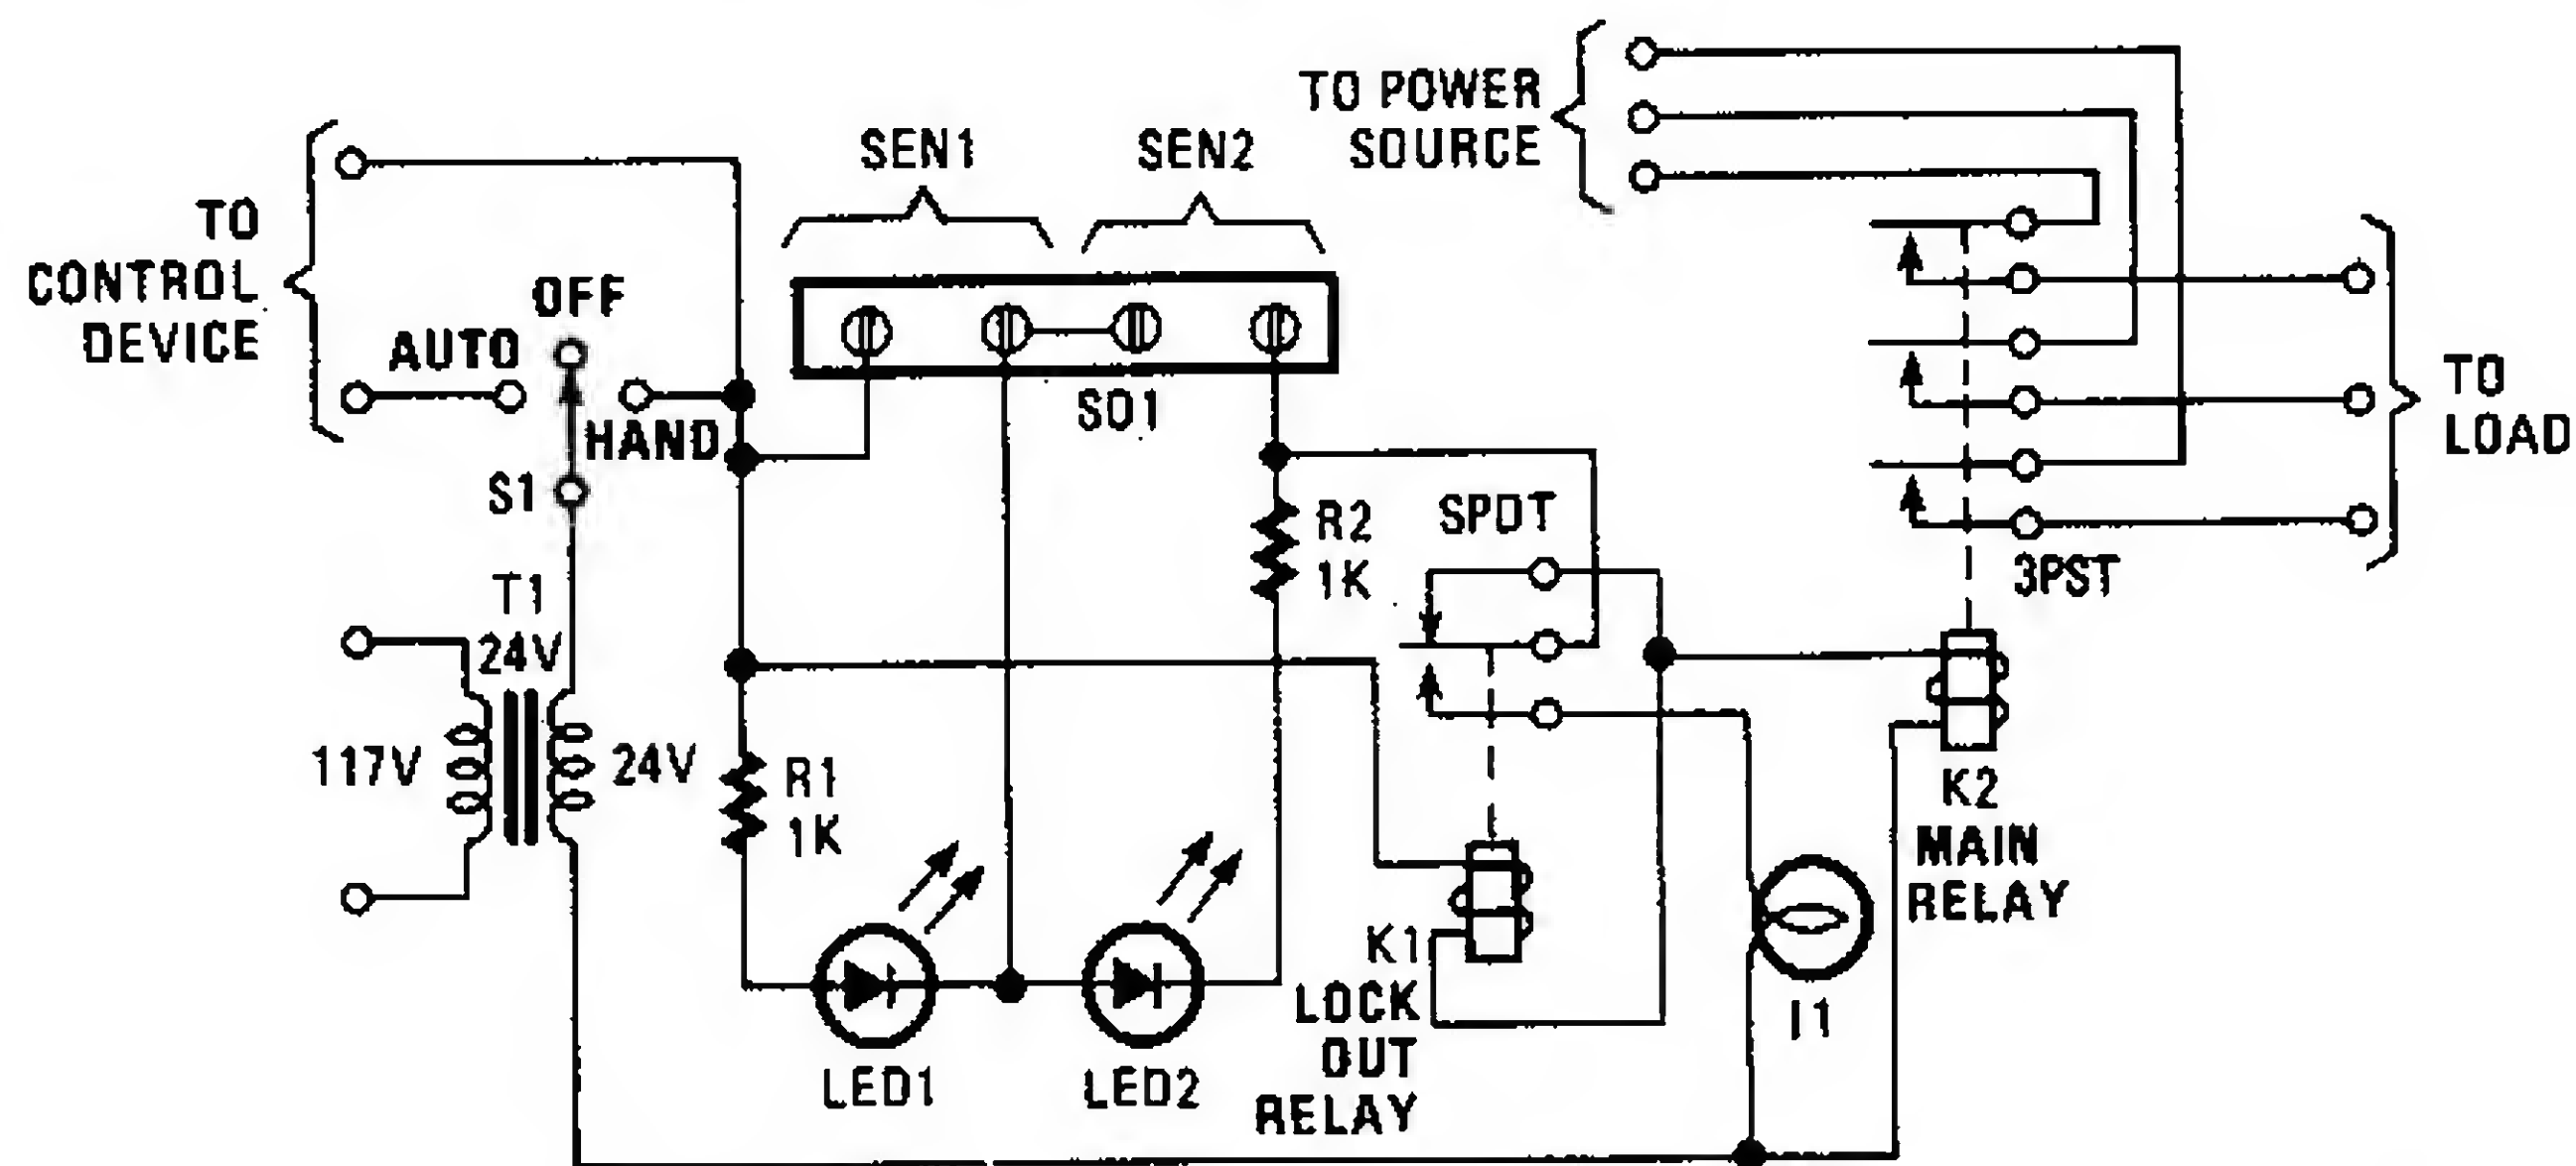 TO POWER
SOURCE
SEN1
SEN2
TO
CONTROL
DEVICE
OFF
AUTO
HAND
S1
SO1
TO
LOAD
SPDT
R2
1K
3PST
T1
24V
117V
24V
R1
1K
K2
MAIN
RELAY
K1
LOCK
OUT
RELAY
I1
LED1
LED2